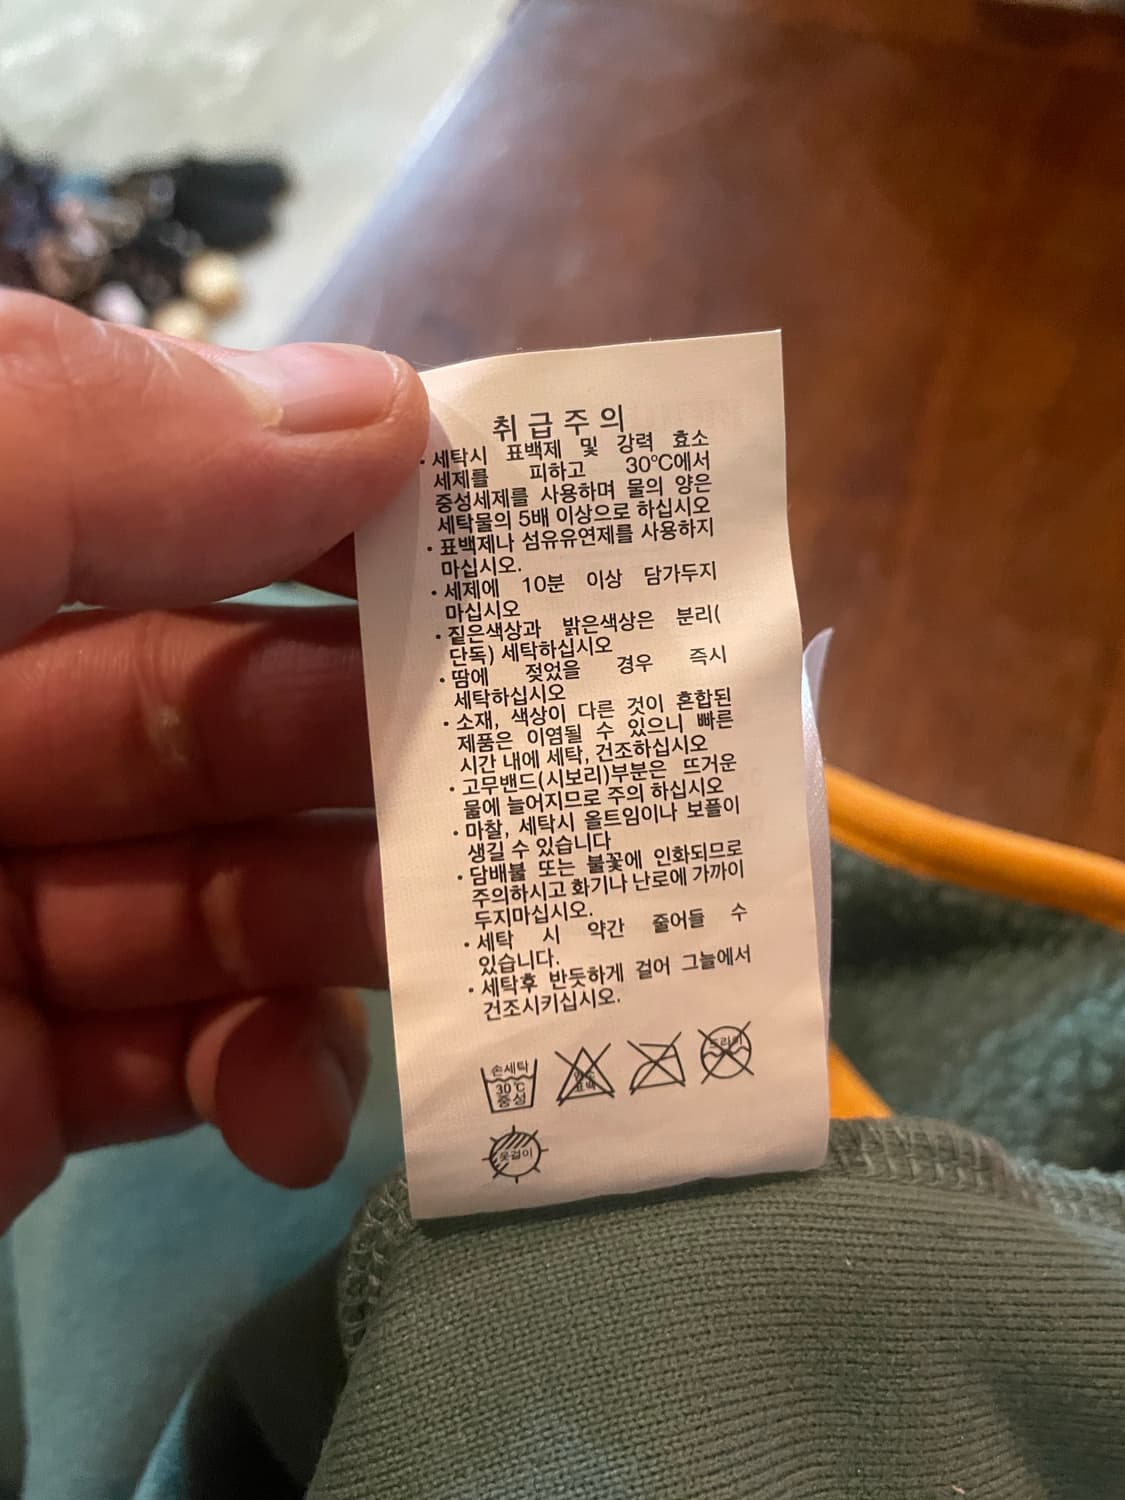 취급주의
· 세탁시 표백제 및 강력 효소
세제를 피하고 30℃에서
중성세제를 사용하며 물의 양은
세탁물의 5배 이상으로 하십시오
· 표백제나 섬유유연제를 사용하지
마십시오.
· 세제에 10분 이상 담가두지
마십시오
· 짙은색상과 밝은색상은 분리(
단독) 세탁하십시오
· 땀에 젖었을 경우 즉시
세탁하십시오
· 소재, 색상이 다른 것이 혼합된
제품은 이염될 수 있으니 빠른
시간 내에 세탁, 건조하십시오
· 고무밴드(시보리)부분은 뜨거운
물에 늘어지므로 주의 하십시오
· 마찰, 세탁시 올트임이나 보플이
생길 수 있습니다
· 담배불 또는 불꽃에 인화되므로
주의하시고 화기나 난로에 가까이
두지마십시오.
· 세탁 시 약간 줄어들 수
있습니다.
· 세탁후 반듯하게 걸어 그늘에서
건조시키십시오.
손세탁
30℃
중성
염소
표백
드라이
옷걸이